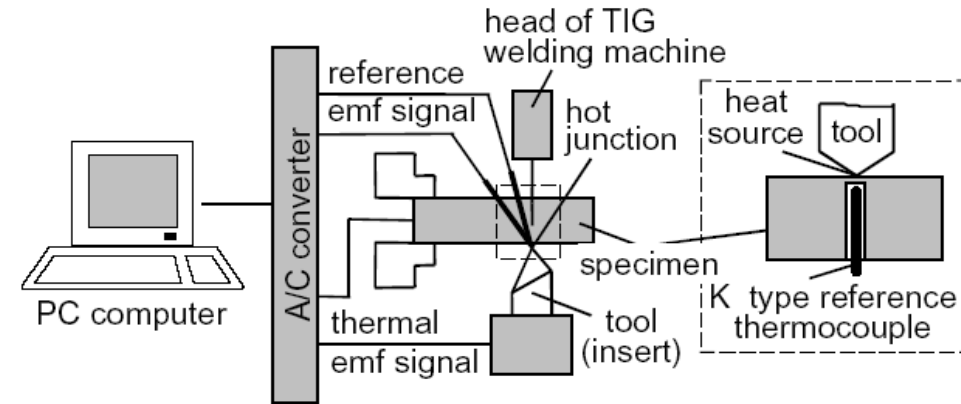 head of TIG
welding machine
reference
emf signal
hot
junction
heat
source
tool
A/C converter
specimen
PC computer
thermal
emf signal
tool
(insert)
K type reference
thermocouple